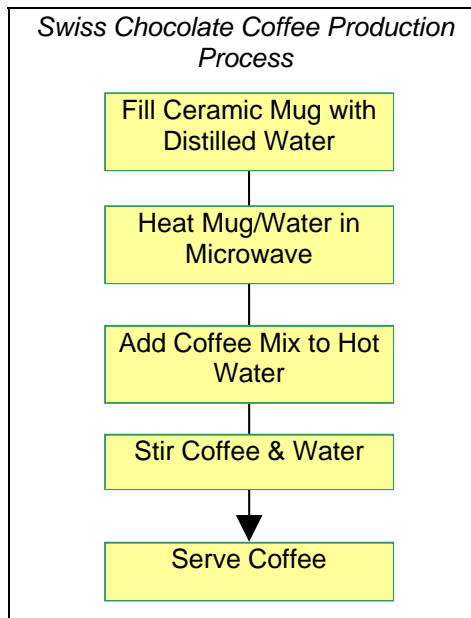 Swiss Chocolate Coffee Production
Process
Fill Ceramic Mug with
Distilled Water
Heat Mug/Water in
Microwave
Add Coffee Mix to Hot
Water
Stir Coffee & Water
Serve Coffee